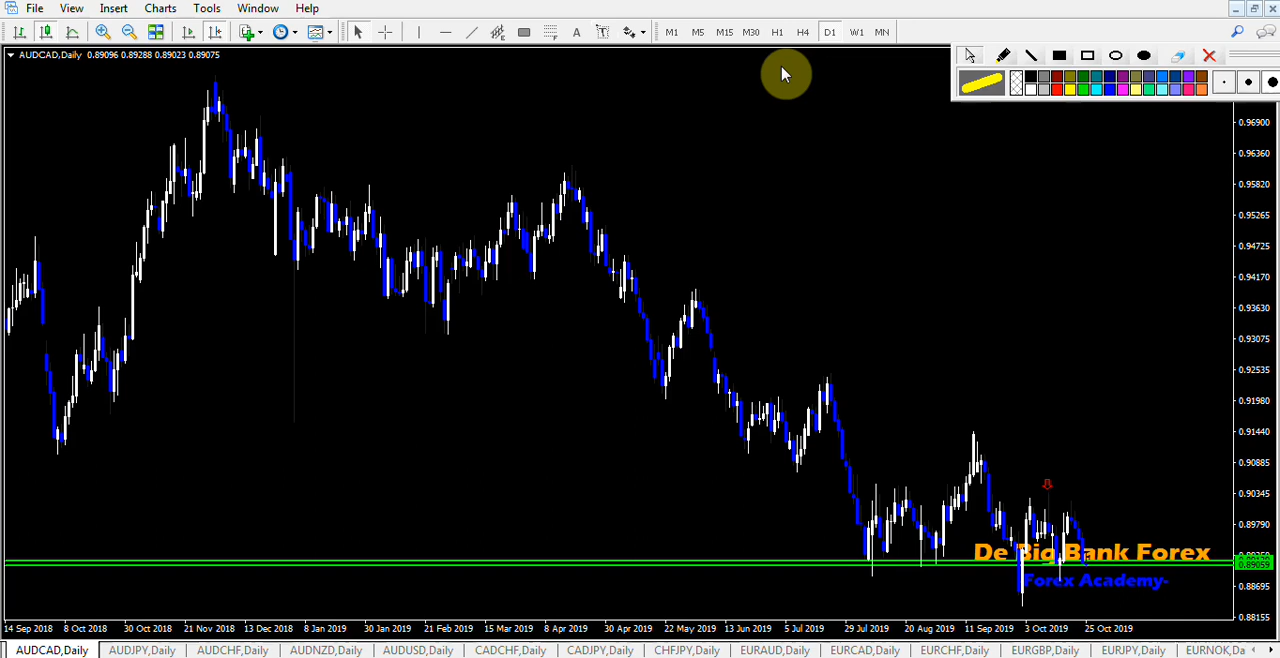 File View Insert Charts Tools Window Help
A T M1 M5 M15 M30 H1 H4 D1 W1 MN
AUDCAD,Daily 0.89096 0.89288 0.89023 0.89075
0.96900
0.96360
0.95820
0.95265
0.94725
0.94170
0.93630
0.93075
0.92535
0.91980
0.91440
0.90885
0.90345
0.89790
De Big Bank Forex
0.89059
Forex Academy-
0.88695
0.88155
14 Sep 2018 8 Oct 2018 30 Oct 2018 21 Nov 2018 13 Dec 2018 8 Jan 2019 30 Jan 2019 21 Feb 2019 15 Mar 2019 8 Apr 2019 30 Apr 2019 22 May 2019 13 Jun 2019 5 Jul 2019 29 Jul 2019 20 Aug 2019 11 Sep 2019 3 Oct 2019 25 Oct 2019
AUDCAD,Daily AUDJPY,Daily AUDCHF,Daily AUDNZD,Daily AUDUSD,Daily CADCHF,Daily CADJPY,Daily CHFJPY,Daily EURAUD,Daily EURCAD,Daily EURCHF,Daily EURGBP,Daily EURJPY,Daily EURNOK,Da